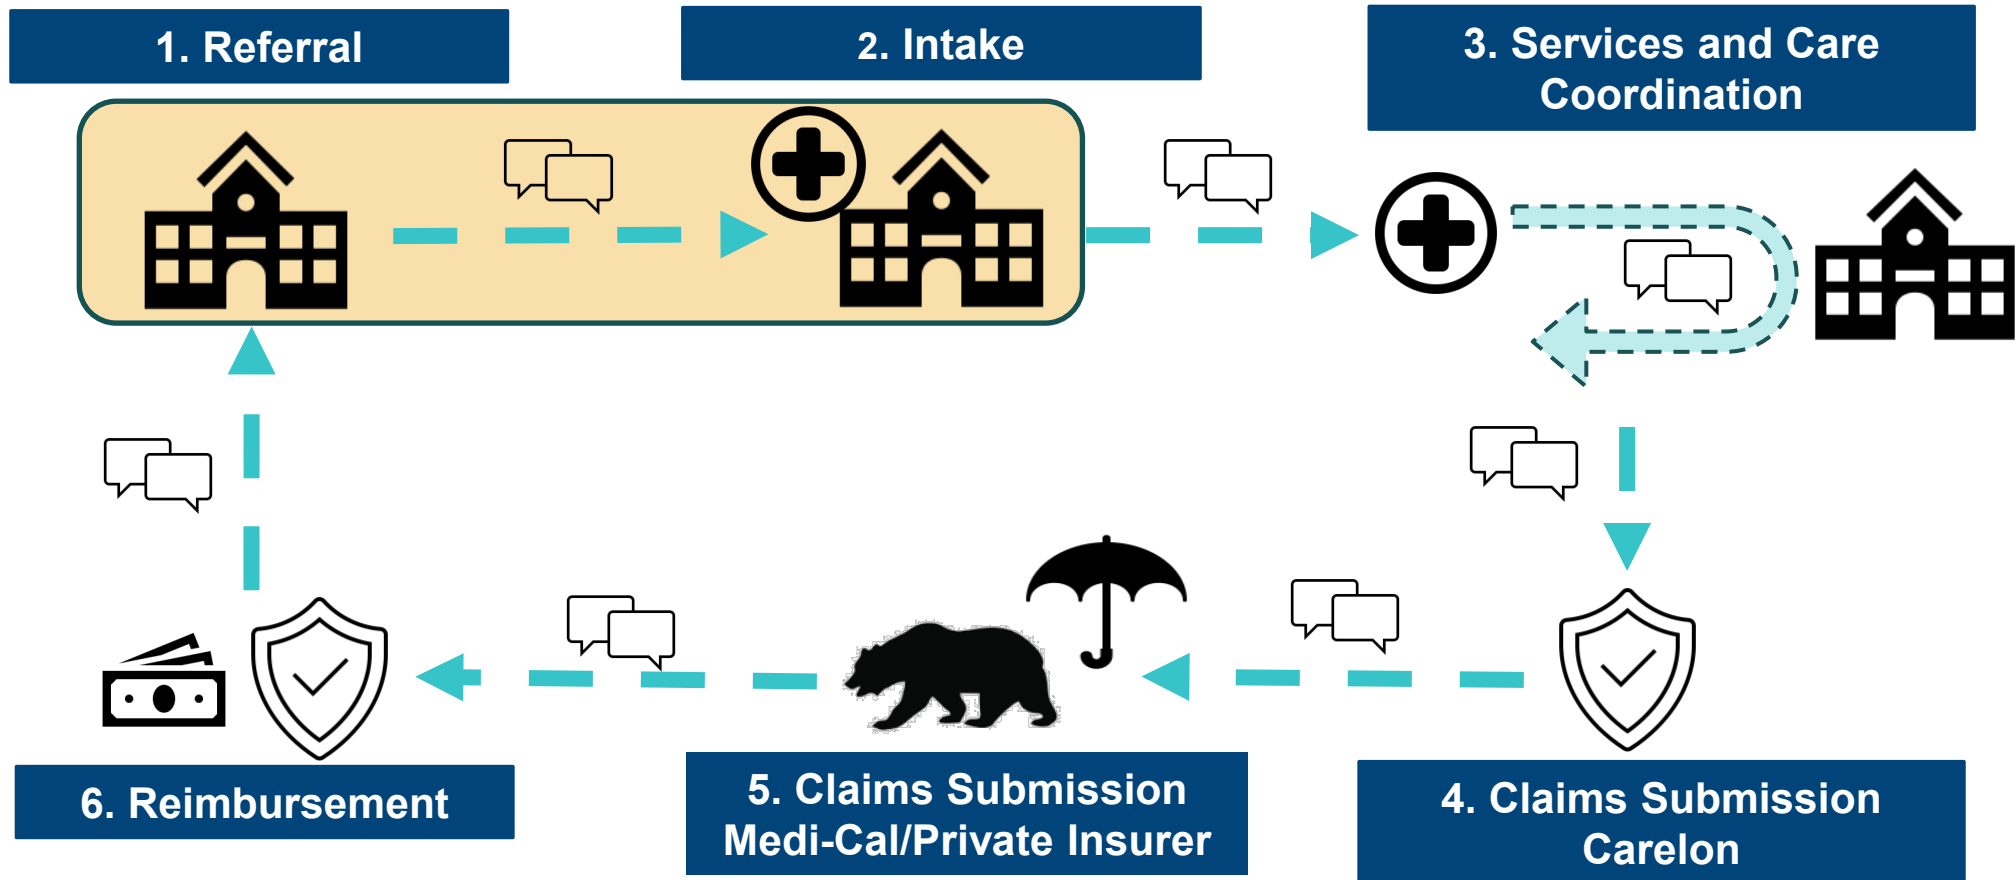 1. Referral
2. Intake
3. Services and Care
Coordination
6. Reimbursement
5. Claims Submission
Medi-Cal/Private Insurer
4. Claims Submission
Carelon